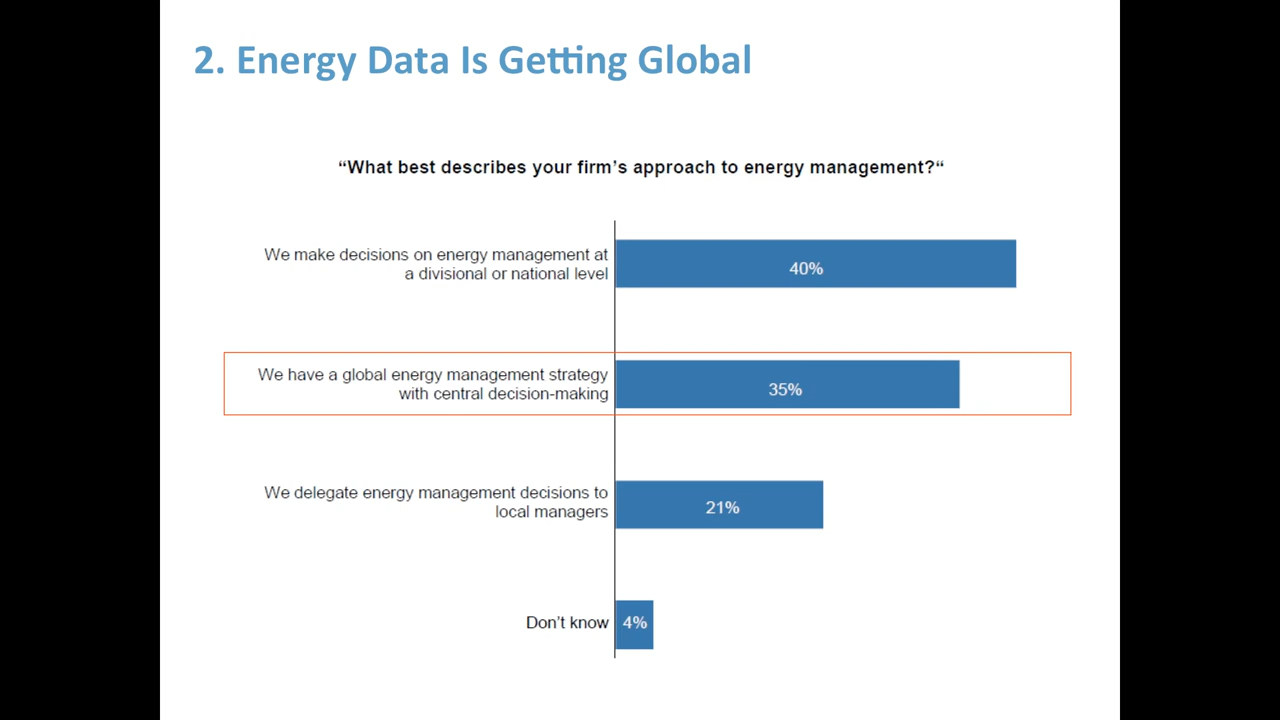 2. Energy Data Is Getting Global
“What best describes your firm’s approach to energy management?“
We make decisions on energy management at
a divisional or national level
40%
We have a global energy management strategy
with central decision-making
35%
We delegate energy management decisions to
local managers
21%
Don’t know
4%